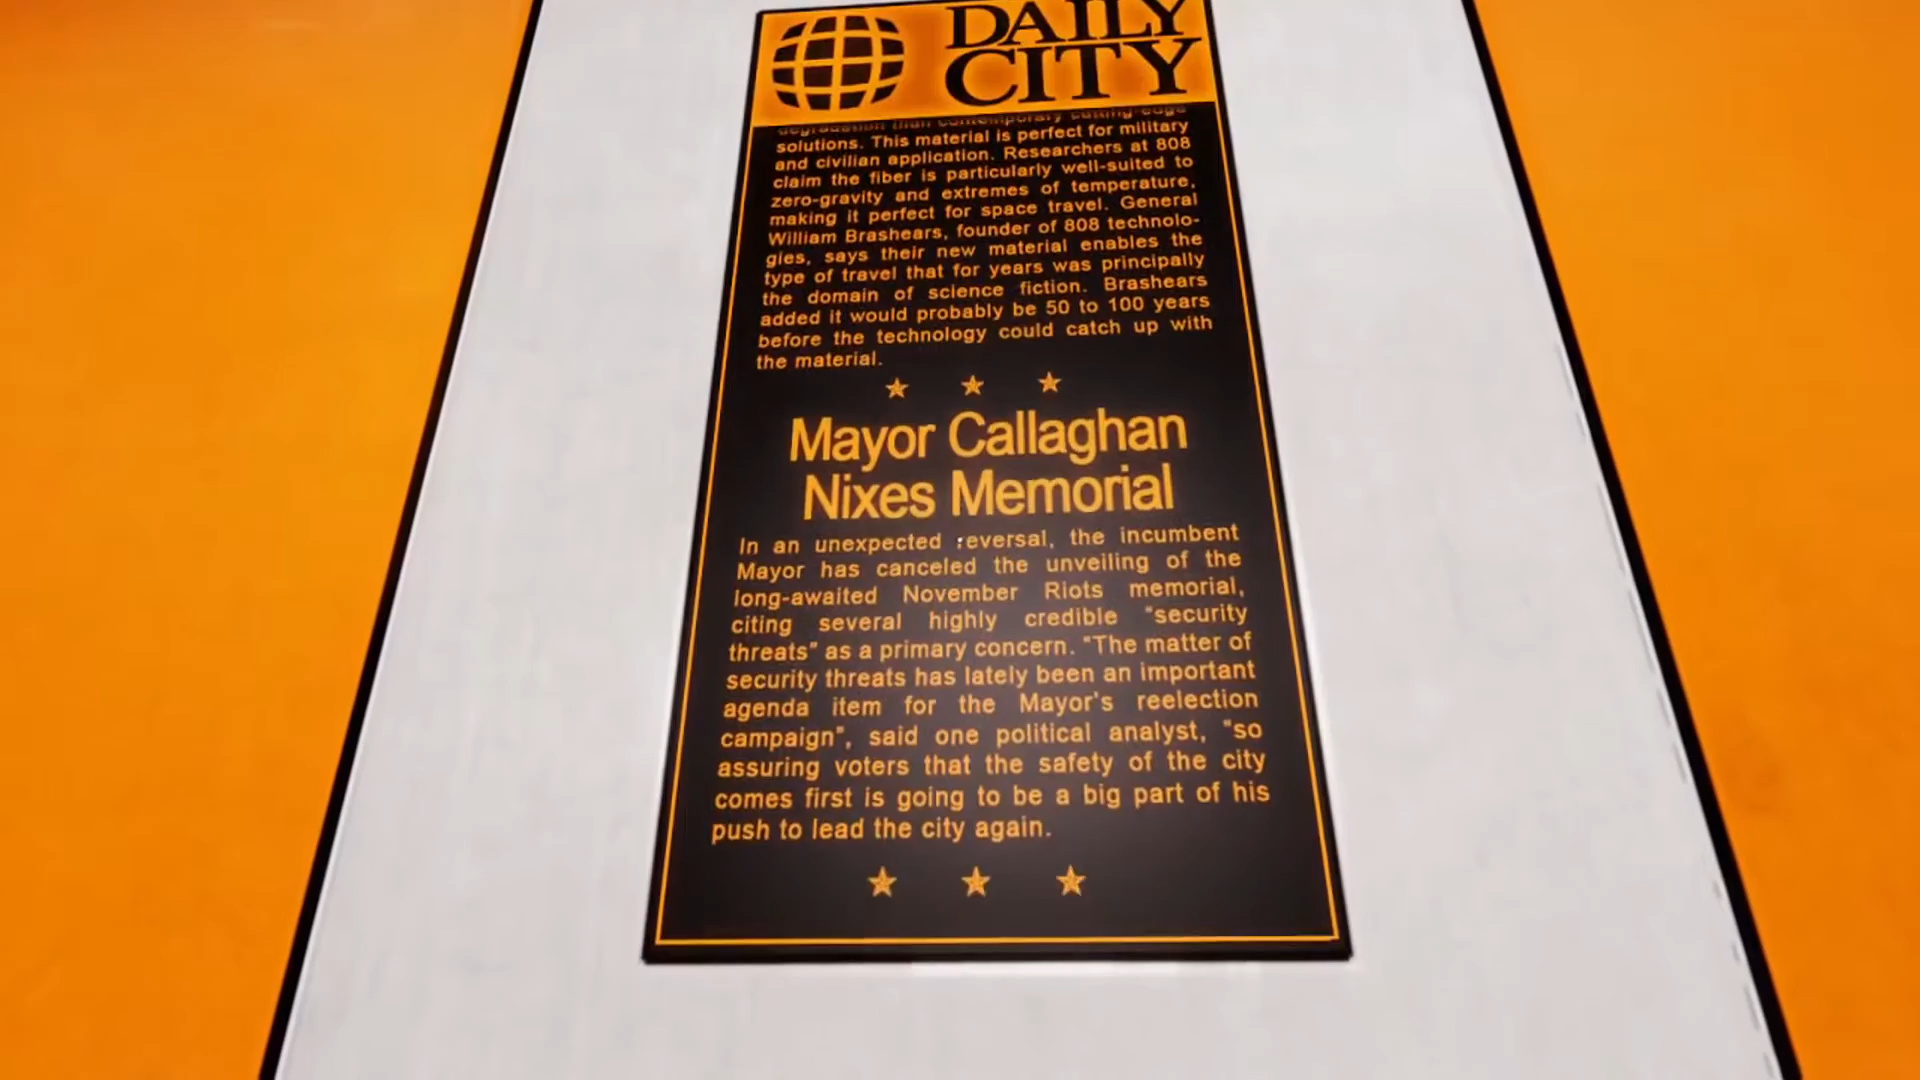 DAILY
CITY
degradation than contemporary cutting-edge
solutions. This material is perfect for military
and civilian application. Researchers at 808
claim the fiber is particularly well-suited to
zero-gravity and extremes of temperature,
making it perfect for space travel. General
William Brashears, founder of 808 technolo-
gies, says their new material enables the
type of travel that for years was principally
the domain of science fiction. Brashears
added it would probably be 50 to 100 years
before the technology could catch up with
the material.
Mayor Callaghan
Nixes Memorial
In an unexpected reversal, the incumbent
Mayor has canceled the unveiling of the
long-awaited November Riots memorial,
citing several highly credible “security
threats” as a primary concern. “The matter of
security threats has lately been an important
agenda item for the Mayor's reelection
campaign”, said one political analyst, “so
assuring voters that the safety of the city
comes first is going to be a big part of his
push to lead the city again.